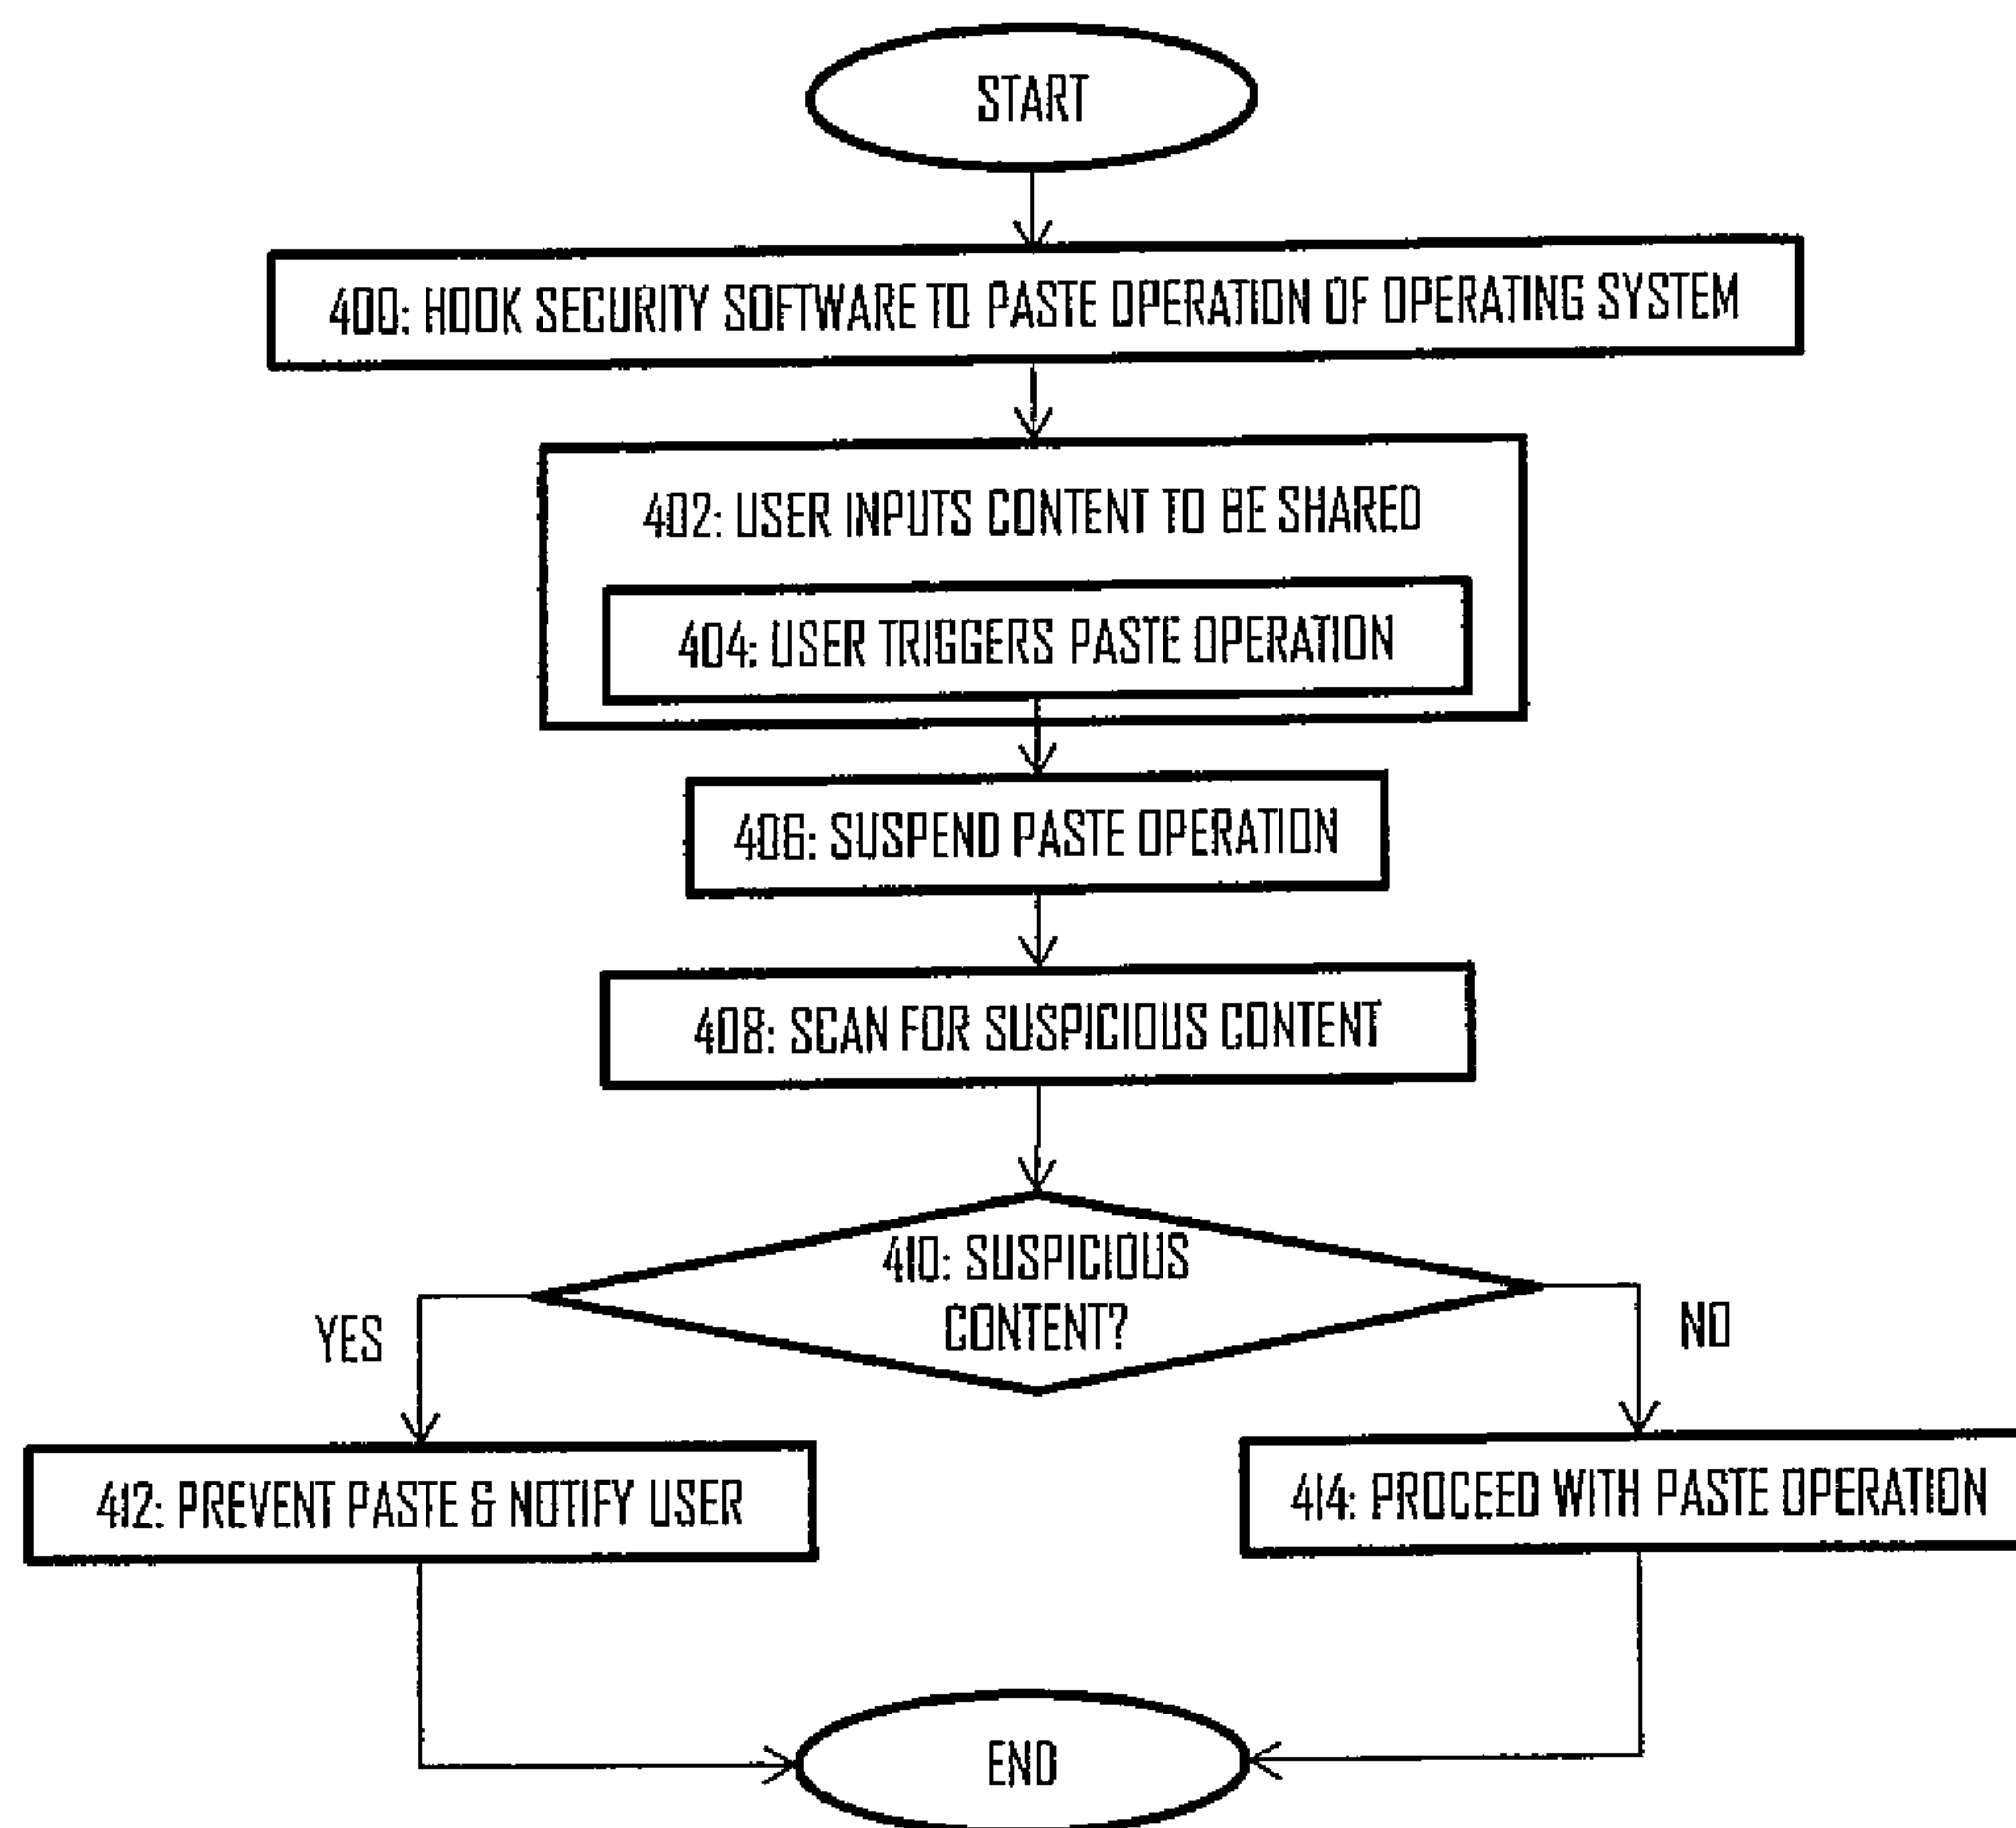 START
400: HOOK SECURITY SOFTWARE TO PASTE OPERATION OF OPERATING SYSTEM
402: USER INPUTS CONTENT TO BE SHARED
404: USER TRIGGERS PASTE OPERATION
406: SUSPEND PASTE OPERATION
408: SCAN FOR SUSPICIOUS CONTENT
410: SUSPICIOUS
CONTENT?
YES
NO
412: PREVENT PASTE & NOTIFY USER
414: PROCEED WITH PASTE OPERATION
END